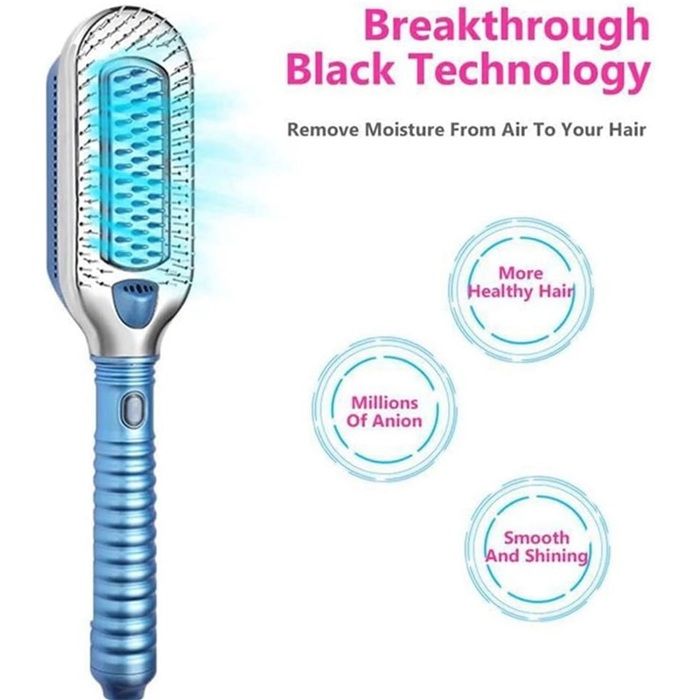 Breakthrough
Black Technology
Remove Moisture From Air To Your Hair
More
Healthy Hair
Millions
Of Anion
Smooth
And Shining